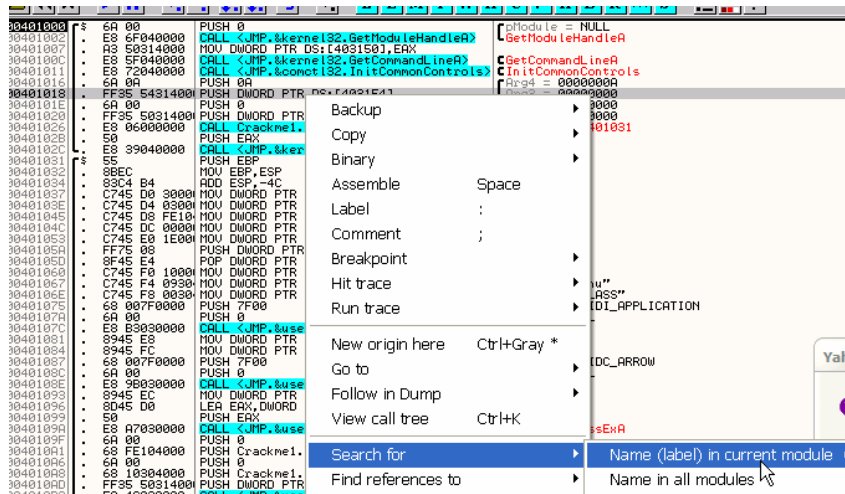 00401000 $ 6A 00 PUSH 0 pModule = NULL
00401002 . E8 6F040000 CALL <JMP.&kernel32.GetModuleHandleA> GetModuleHandleA
00401007 . A3 50314000 MOV DWORD PTR DS:[403150],EAX
0040100C . E8 5F040000 CALL <JMP.&kernel32.GetCommandLineA> GetCommandLineA
00401011 . E8 72040000 CALL <JMP.&comctl32.InitCommonControls> InitCommonControls
00401016 . 6A 0A PUSH 0A Arg4 = 0000000A
00401018 . FF35 54314000 PUSH DWORD PTR DS:[403154]
0040101E . 6A 00 PUSH 0 0000
00401020 . FF35 50314000 PUSH DWORD PTR 0000
00401026 . E8 06000000 CALL Crackme1. 401031
0040102B . 50 PUSH EAX
0040102C . E8 39040000 CALL <JMP.&ker
00401031 $ 55 PUSH EBP
00401032 . 8BEC MOV EBP,ESP
00401034 . 83C4 B4 ADD ESP,-4C
00401037 . C745 D0 3000 MOV DWORD PTR
0040103E . C745 D4 0300 MOV DWORD PTR
00401045 . C745 D8 FE10 MOV DWORD PTR
0040104C . C745 DC 0000 MOV DWORD PTR
00401053 . C745 E0 1E00 MOV DWORD PTR
0040105A . FF75 08 PUSH DWORD PTR
0040105D . 8F45 E4 POP DWORD PTR
00401060 . C745 F0 1000 MOV DWORD PTR
00401067 . C745 F4 0930 MOV DWORD PTR nu"
0040106E . C745 F8 0030 MOV DWORD PTR ASS"
00401075 . 68 007F0000 PUSH 7F00 IDI_APPLICATION
0040107A . 6A 00 PUSH 0
0040107C . E8 B3030000 CALL <JMP.&use
00401081 . 8945 E8 MOV DWORD PTR
00401084 . 8945 FC MOV DWORD PTR
00401087 . 68 007F0000 PUSH 7F00 IDC_ARROW
0040108C . 6A 00 PUSH 0
0040108E . E8 9B030000 CALL <JMP.&use
00401093 . 8945 EC MOV DWORD PTR
00401096 . 8D45 D0 LEA EAX,DWORD
00401099 . 50 PUSH EAX
0040109A . E8 A7030000 CALL <JMP.&use ssExA
0040109F . 6A 00 PUSH 0
004010A1 . 68 FE104000 PUSH Crackme1.
004010A6 . 6A 00 PUSH 0
004010A8 . 68 10304000 PUSH Crackme1.
004010AD . FF35 50314000 PUSH DWORD PTR
Backup
Copy
Binary
Assemble Space
Label :
Comment ;
Breakpoint
Hit trace
Run trace
New origin here Ctrl+Gray *
Go to
Follow in Dump
View call tree Ctrl+K
Search for
Find references to
Name (label) in current module
Name in all modules
Yah